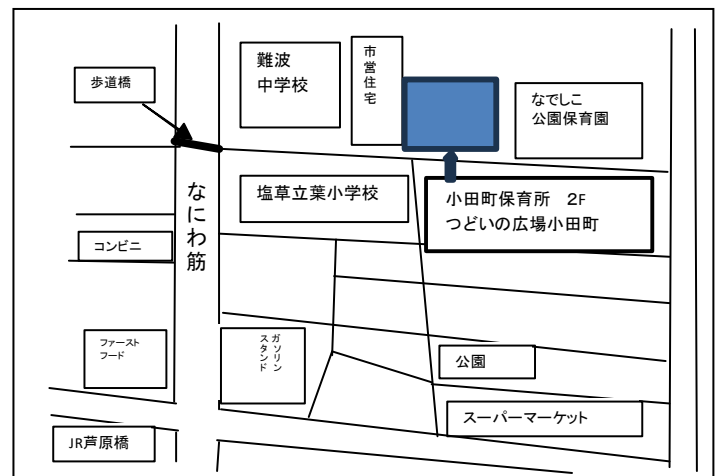 歩道橋
難波
中学校
市営住宅
なでしこ
公園保育園
なにわ筋
塩草立葉小学校
小田町保育所 2F
つどいの広場小田町
コンビニ
ファースト
フード
ガソリン
スタンド
公園
スーパーマーケット
JR芦原橋